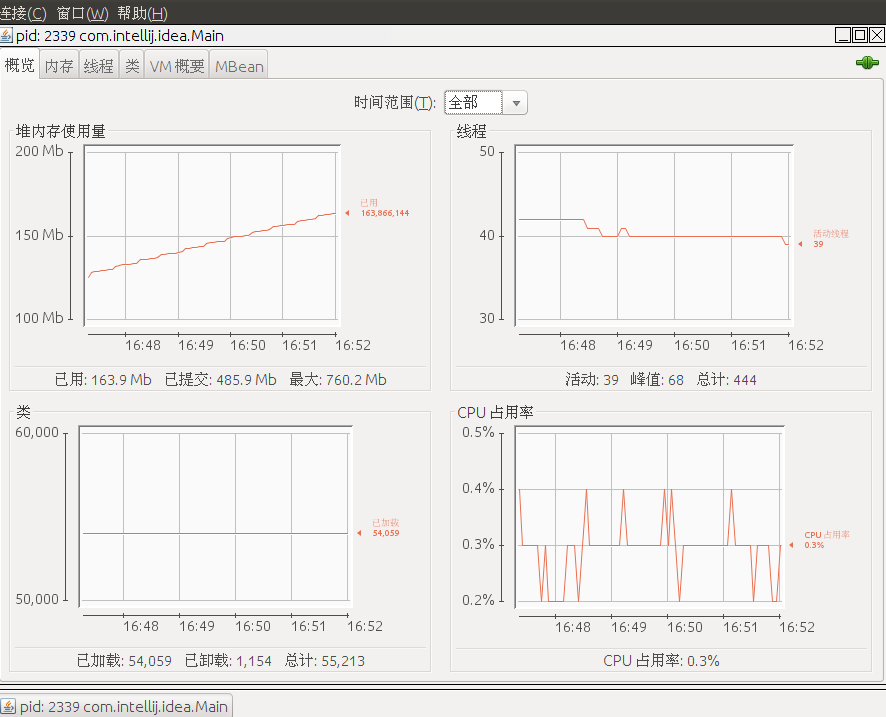 连接(C) 窗口(W) 帮助(H)
pid: 2339 com.intellij.idea.Main
概览 内存 线程 类 VM 概要 MBean
时间范围(T): 全部
堆内存使用量
200 Mb
150 Mb
100 Mb
已用
163,866,144
16:48 16:49 16:50 16:51 16:52
已用: 163.9 Mb 已提交: 485.9 Mb 最大: 760.2 Mb
线程
50
40
30
活动线程
39
16:48 16:49 16:50 16:51 16:52
活动: 39 峰值: 68 总计: 444
类
60,000
50,000
已加载
54,059
16:48 16:49 16:50 16:51 16:52
已加载: 54,059 已卸载: 1,154 总计: 55,213
CPU 占用率
0.5%
0.4%
0.3%
0.2%
CPU 占用率
0.3%
16:48 16:49 16:50 16:51 16:52
CPU 占用率: 0.3%
pid: 2339 com.intellij.idea.Main